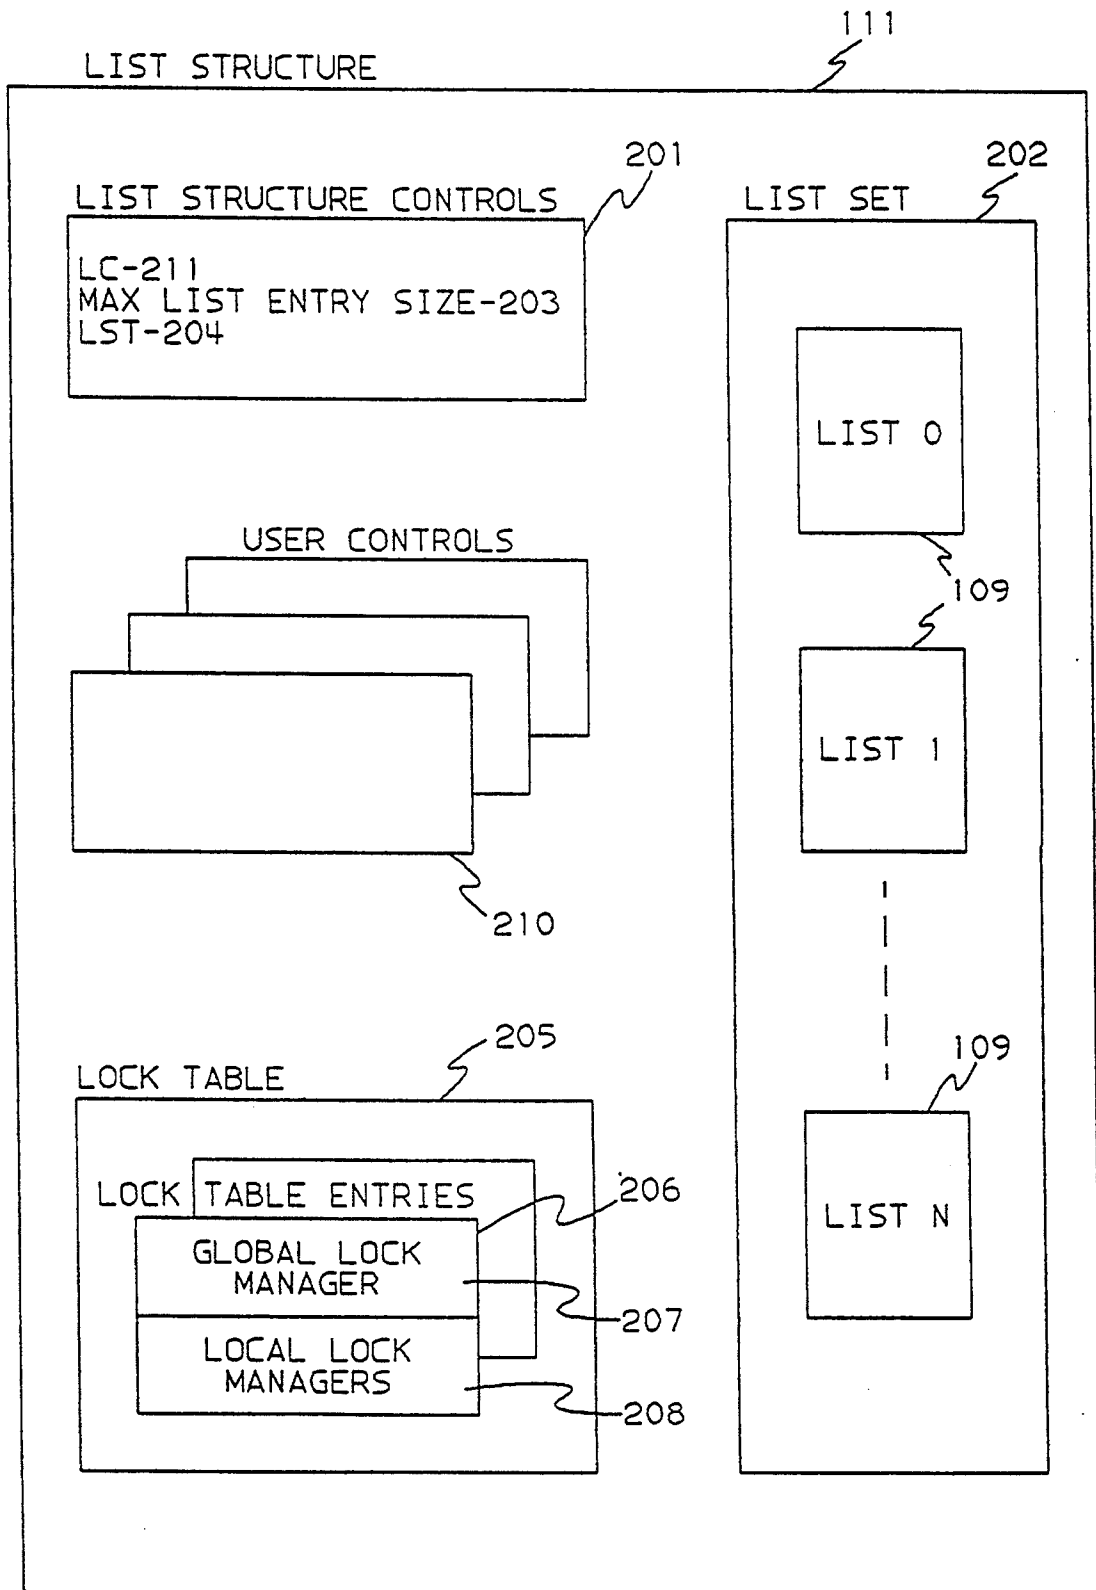 111
LIST STRUCTURE
201
202
LIST STRUCTURE CONTROLS
LIST SET
LC-211
MAX LIST ENTRY SIZE-203
LST-204
LIST 0
USER CONTROLS
109
LIST 1
210
205
109
LOCK TABLE
LOCK TABLE ENTRIES
206
GLOBAL LOCK
MANAGER
LIST N
207
LOCAL LOCK
MANAGERS
208